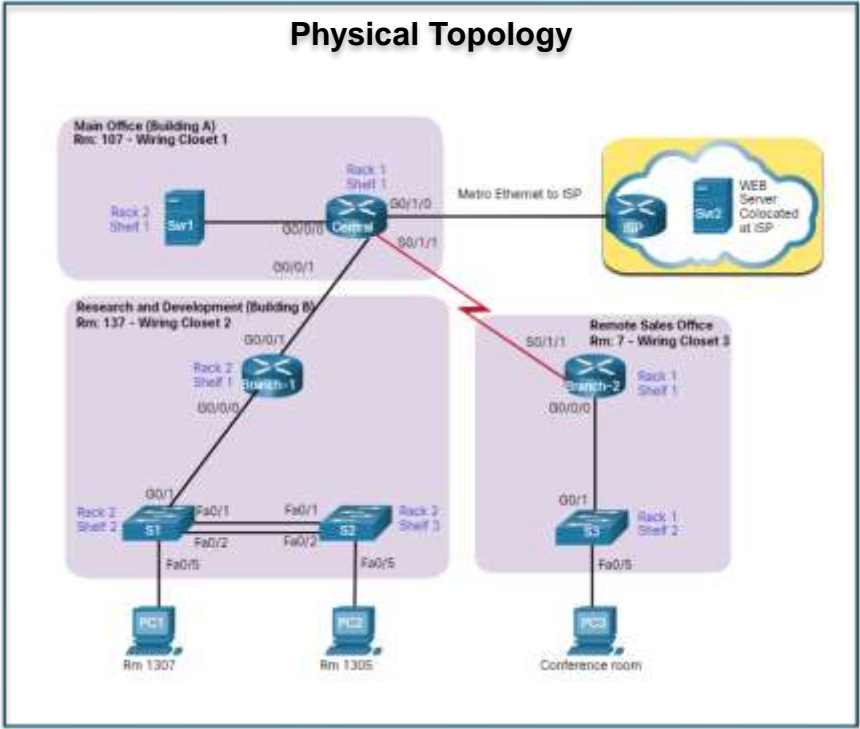 Physical Topology
Main Office (Building A)
Rm: 107 - Wiring Closet 1
Rack 1
Shelf 1
G0/1/0
Metro Ethernet to ISP
WEB
Server
Colocated
at ISP
Rack 2
Shelf 1
Svr1
G0/0/0
Central
S0/1/1
ISP
Svr2
G0/0/1
Research and Development (Building B)
Rm: 137 - Wiring Closet 2
G0/0/1
Rack 2
Shelf 1
Branch-1
G0/0/0
Remote Sales Office
Rm: 7 - Wiring Closet 3
S0/1/1
Branch-2
Rack 1
Shelf 1
G0/0/0
G0/1
Rack 2
Shelf 2
S1
Fa0/1
Fa0/1
Fa0/2
Fa0/2
S2
Rack 2
Shelf 3
Fa0/5
Fa0/5
G0/1
S3
Rack 1
Shelf 2
Fa0/5
PC1
PC2
PC3
Rm 1307
Rm 1305
Conference room